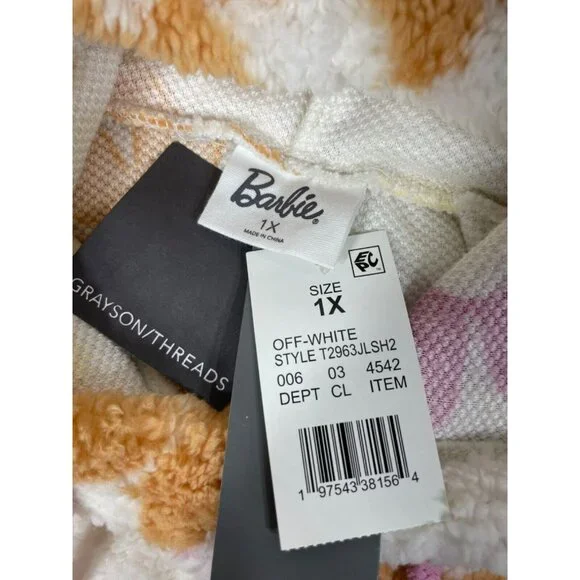 Barbie
1X
MADE IN CHINA
GRAYSON/THREADS
EPC
SIZE
1X
OFF-WHITE
STYLE T2963JLSH2
006 03 4542
DEPT CL ITEM
1 97543 38156 4